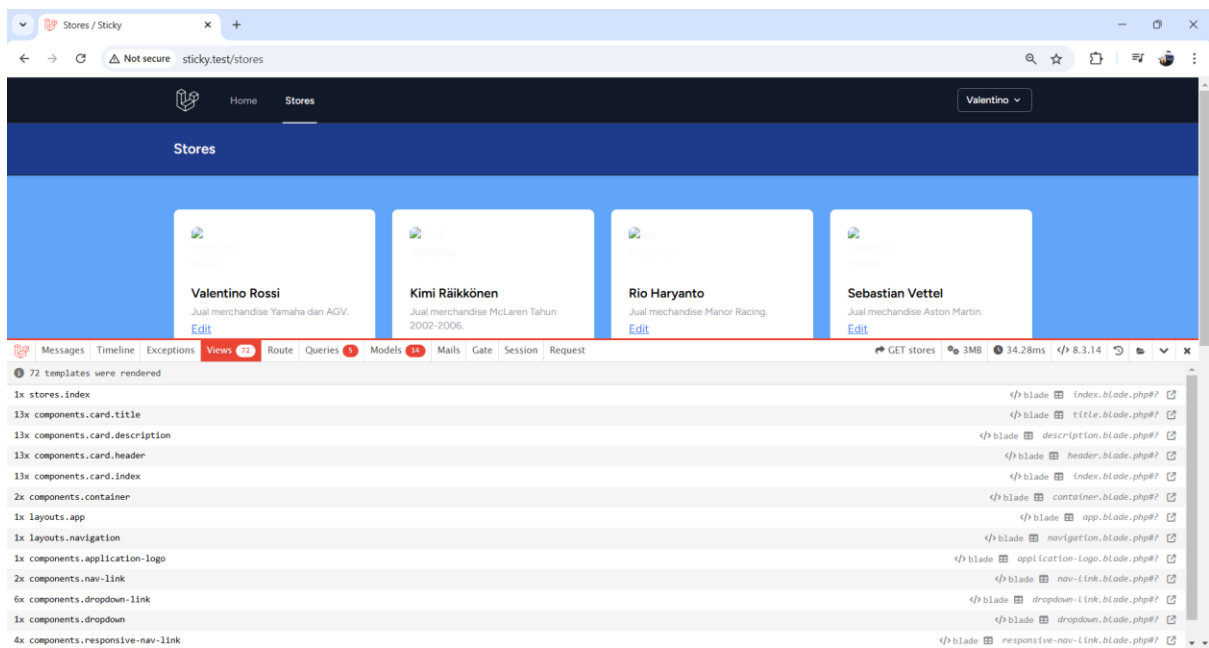 Stores / Sticky
Not secure sticky.test/stores
Home Stores Valentino
Stores
Valentino Rossi
Jual merchandise Yamaha dan AGV.
Edit
Kimi Räikkönen
Jual merchandise McLaren Tahun
2002-2006.
Rio Haryanto
Jual mechandise Manor Racing.
Edit
Sebastian Vettel
Jual mechandise Aston Martin.
Edit
Messages Timeline Exceptions Views 72 Route Queries 5 Models 14 Mails Gate Session Request GET stores 3MB 34.28ms 8.3.14
72 templates were rendered
1x stores.index blade index.blade.php#?
13x components.card.title blade title.blade.php#?
13x components.card.description blade description.blade.php#?
13x components.card.header blade header.blade.php#?
13x components.card.index blade index.blade.php#?
2x components.container blade container.blade.php#?
1x layouts.app blade app.blade.php#?
1x layouts.navigation blade navigation.blade.php#?
1x components.application-logo blade application-logo.blade.php#?
2x components.nav-link blade nav-link.blade.php#?
6x components.dropdown-link blade dropdown-link.blade.php#?
1x components.dropdown blade dropdown.blade.php#?
4x components.responsive-nav-link blade responsive-nav-link.blade.php#?